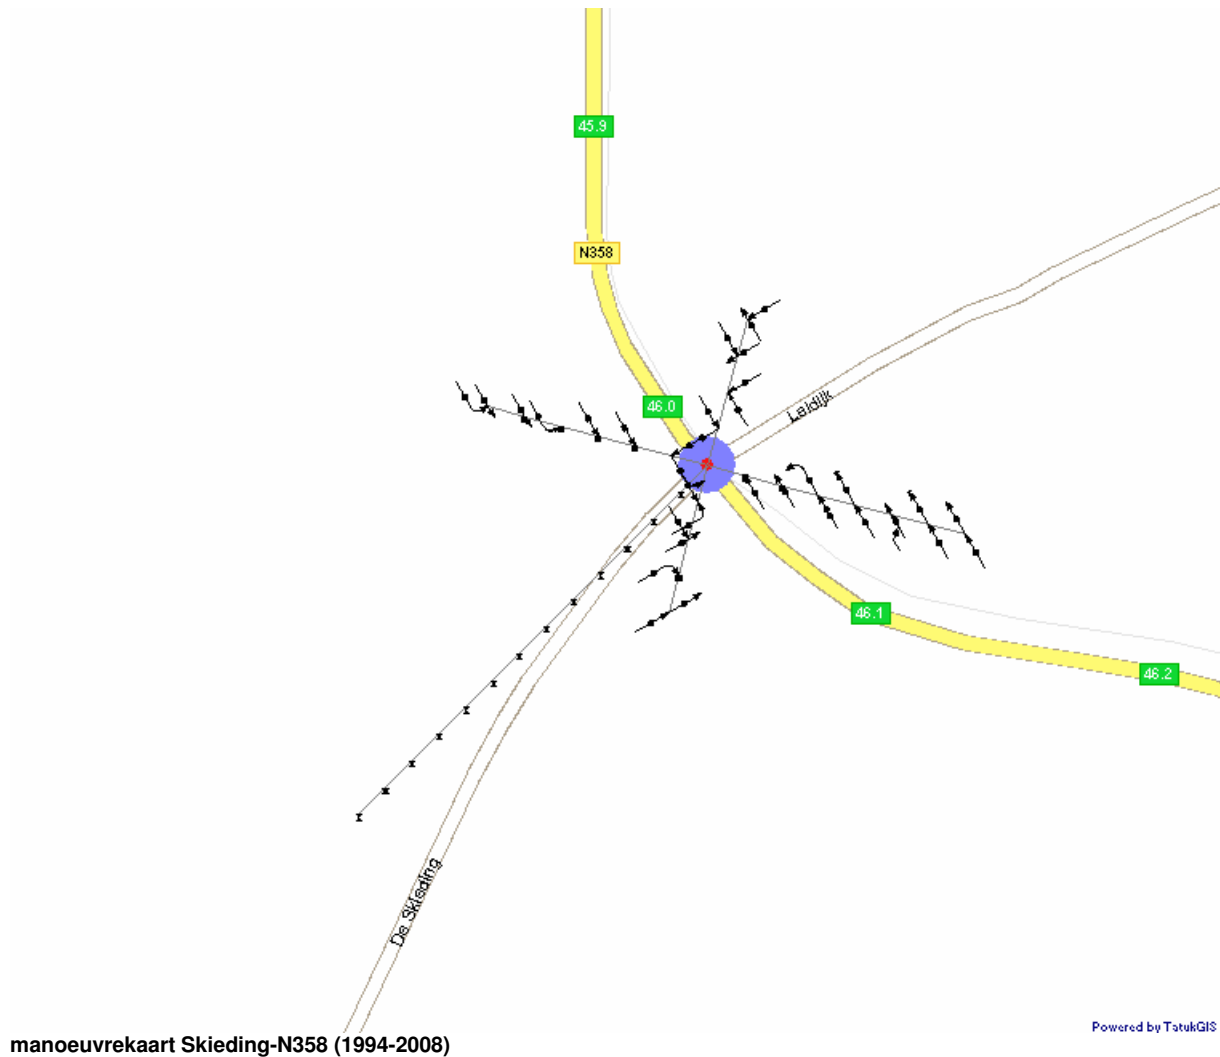 45.9
N358
Laldijk
46.0
46.1
46.2
De Skieding
Powered by TatukGIS
manoeuvrekaart Skieding-N358 (1994-2008)